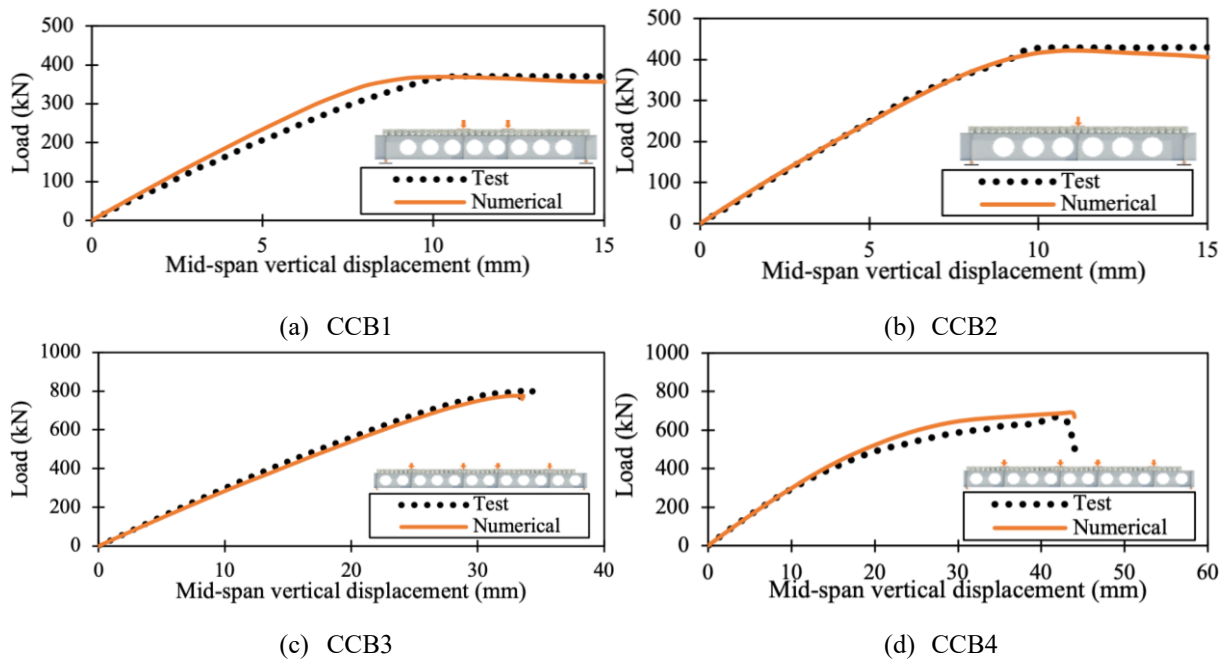 500
400
300
200
100
0
Load (kN)
Test
Numerical
0 5 10 15
Mid-span vertical displacement (mm)
(a) CCB1
500
400
300
200
100
0
Load (kN)
Test
Numerical
0 5 10 15
Mid-span vertical displacement (mm)
(b) CCB2
1000
800
600
400
200
0
Load (kN)
Test
Numerical
0 10 20 30 40
Mid-span vertical displacement (mm)
(c) CCB3
1000
800
600
400
200
0
Load (kN)
Test
Numerical
0 10 20 30 40 50 60
Mid-span vertical displacement (mm)
(d) CCB4